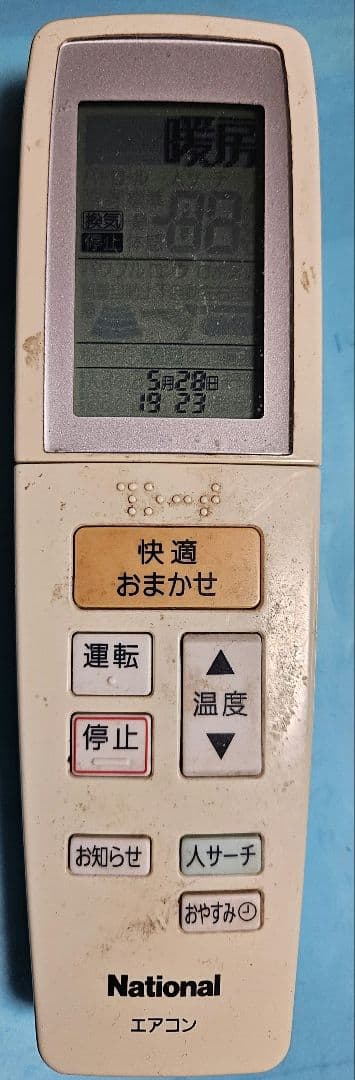 暖房
換気
停止
5月28日
19 23
快適
おまかせ
運転
温度
停止
お知らせ
人サーチ
おやすみ
National
エアコン